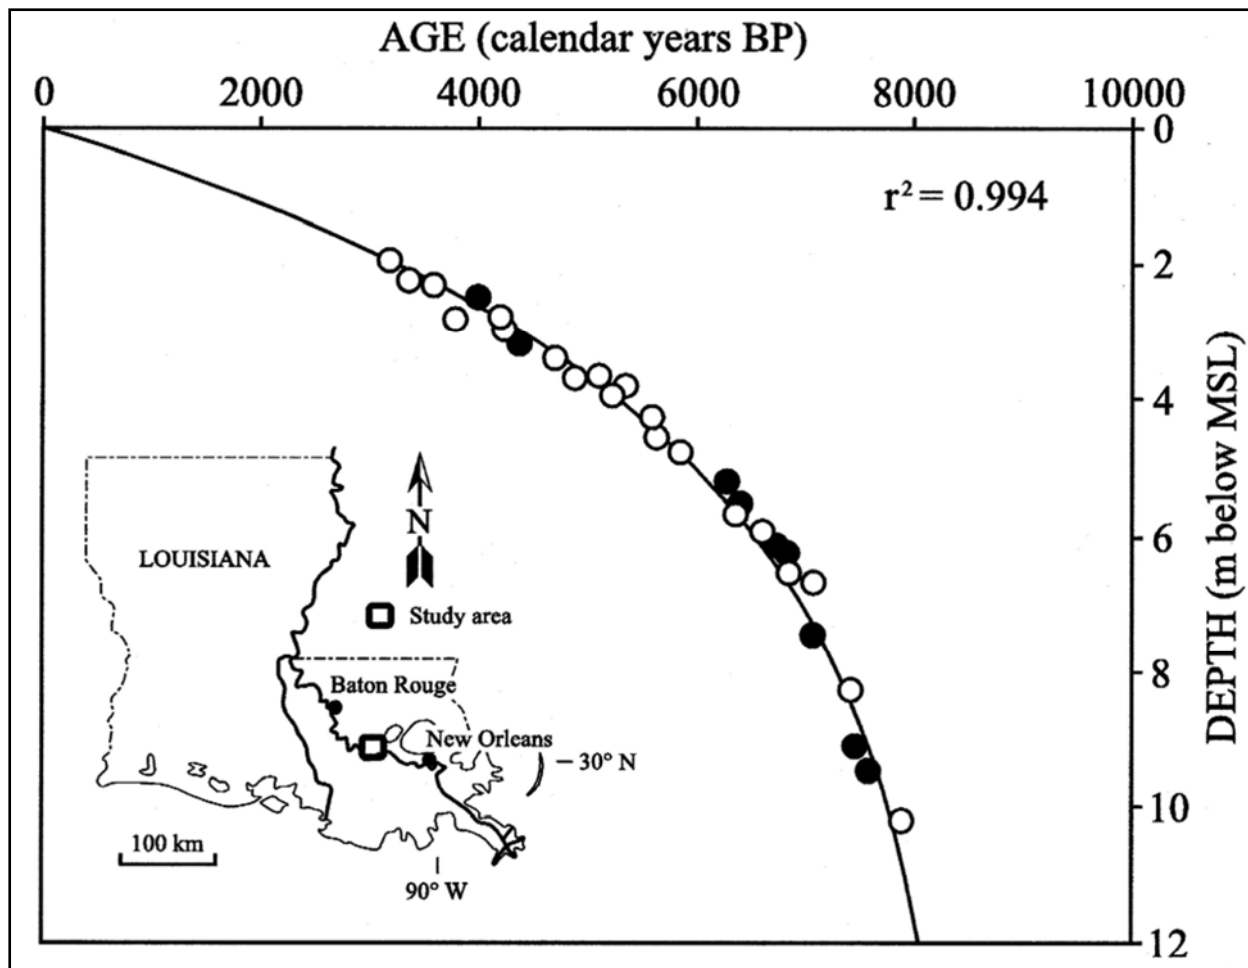 AGE (calendar years BP)
0 2000 4000 6000 8000 10000
0
r² = 0.994
2
4
DEPTH (m below MSL)
6
8
10
12
N
LOUISIANA
Study area
Baton Rouge
New Orleans
30° N
100 km
90° W